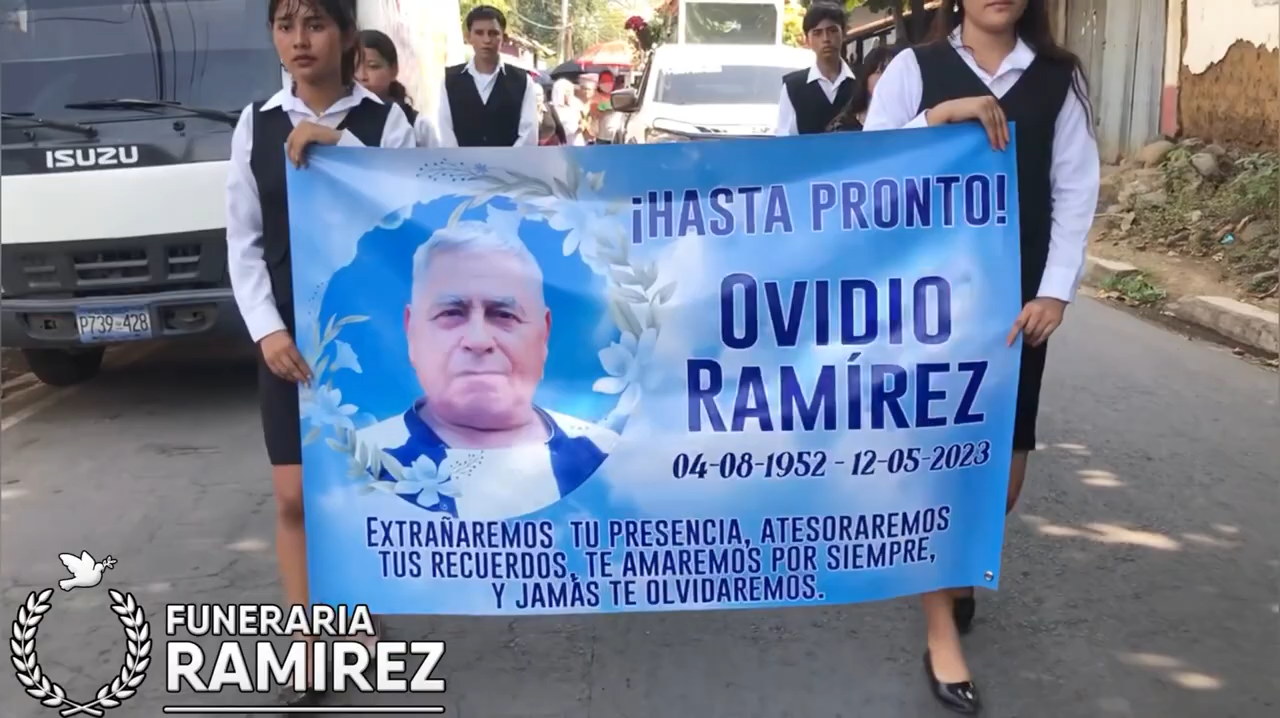 ISUZU
P739-428
¡HASTA PRONTO!
OVIDIO
RAMÍREZ
04-08-1952 - 12-05-2023
EXTRAÑAREMOS TU PRESENCIA, ATESORAREMOS
TUS RECUERDOS, TE AMAREMOS POR SIEMPRE,
Y JAMÁS TE OLVIDAREMOS.
FUNERARIA
RAMIREZ